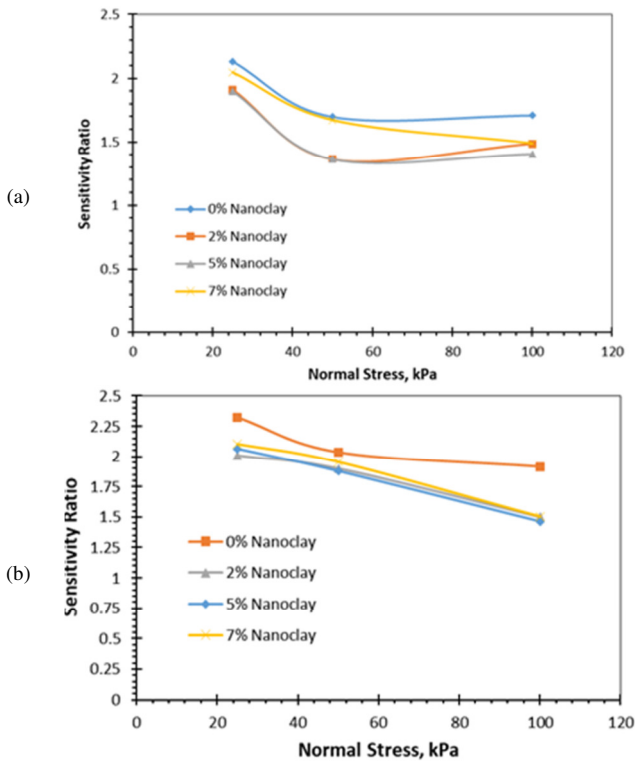 (a)
Sensitivity Ratio
2.5
2
1.5
1
0.5
0
0% Nanoclay
2% Nanoclay
5% Nanoclay
7% Nanoclay
0 20 40 60 80 100 120
Normal Stress, kPa
(b)
Sensitivity Ratio
2.5
2.25
2
1.75
1.5
1.25
1
0.75
0.5
0.25
0
0% Nanoclay
2% Nanoclay
5% Nanoclay
7% Nanoclay
0 20 40 60 80 100 120
Normal Stress, kPa